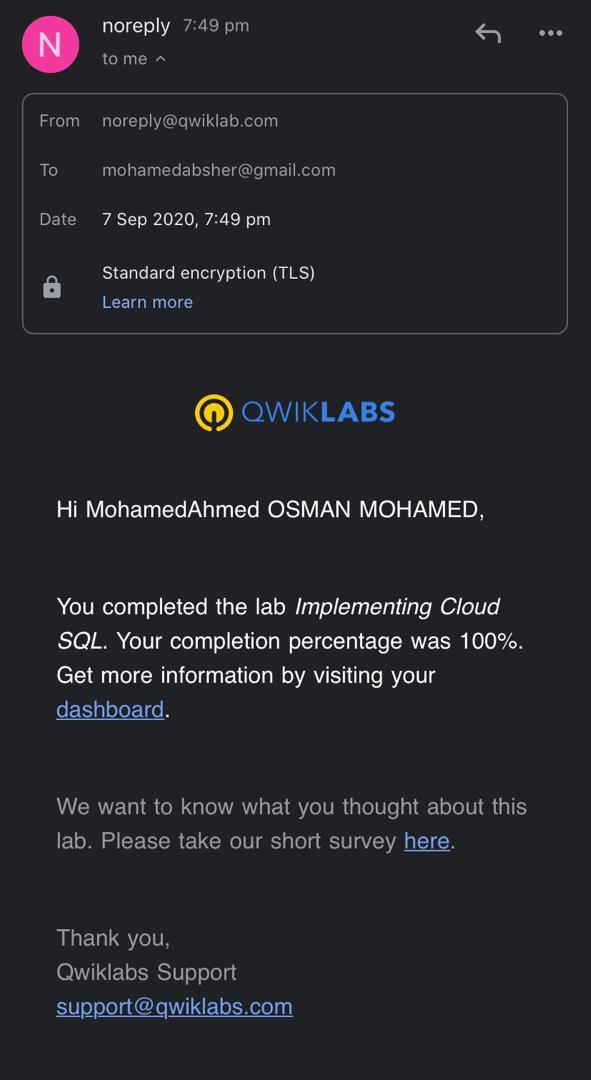 N
noreply 7:49 pm
to me
From noreply@qwiklab.com
To mohamedabsher@gmail.com
Date 7 Sep 2020, 7:49 pm
Standard encryption (TLS)
Learn more
QWIKLABS
Hi MohamedAhmed OSMAN MOHAMED,
You completed the lab Implementing Cloud
SQL. Your completion percentage was 100%.
Get more information by visiting your
dashboard.
We want to know what you thought about this
lab. Please take our short survey here.
Thank you,
Qwiklabs Support
support@qwiklabs.com